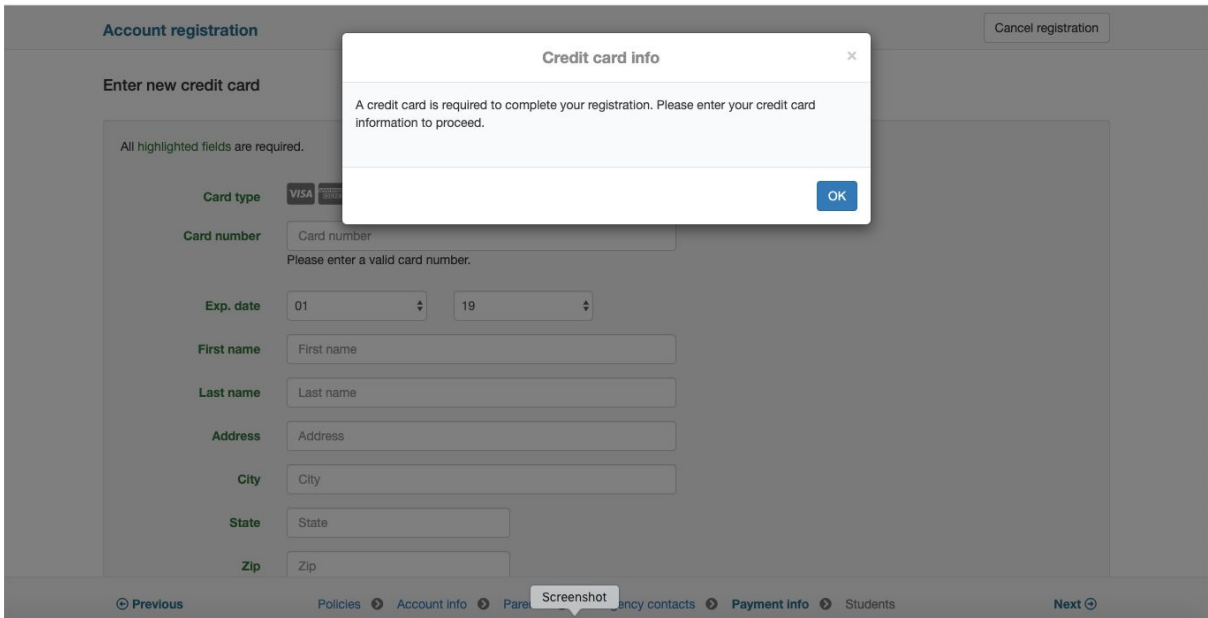 Account registration
Cancel registration
Credit card info
×
Enter new credit card
A credit card is required to complete your registration. Please enter your credit card
information to proceed.
All highlighted fields are required.
OK
Card type
VISA
Card number
Card number
Please enter a valid card number.
Exp. date
01
19
First name
First name
Last name
Last name
Address
Address
City
City
State
State
Zip
Zip
Previous
Policies
Account info
contacts
Payment info
Students
Next
Screenshot